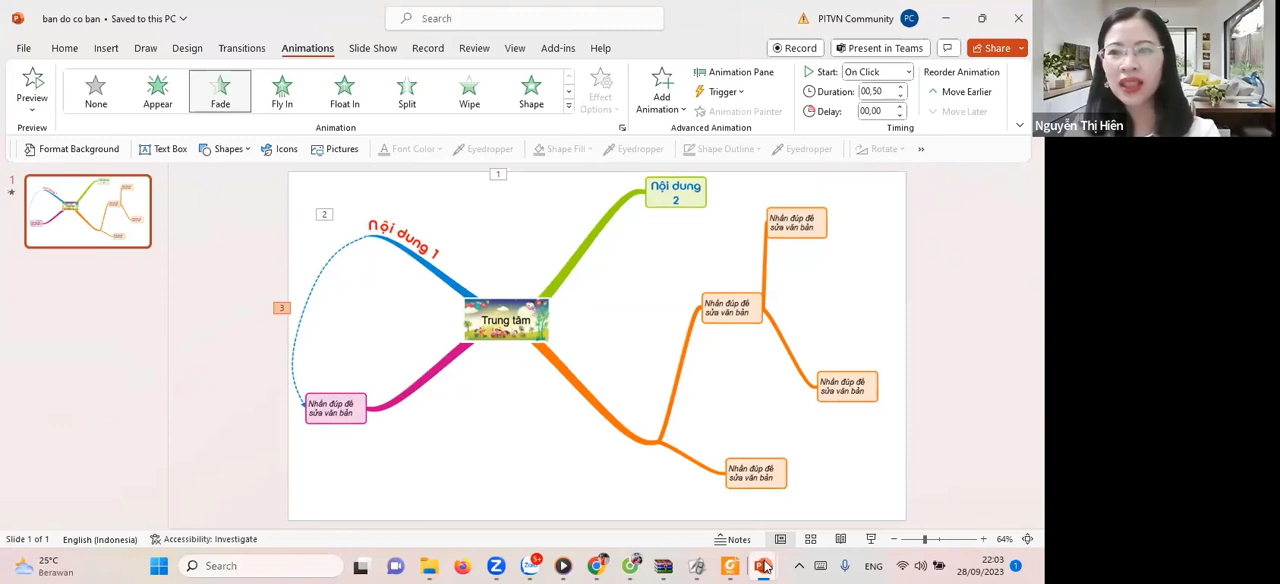 ban do co ban • Saved to this PC
Search
PITVN Community
PC
File
Home
Insert
Draw
Design
Transitions
Animations
Slide Show
Record
Review
View
Add-ins
Help
Record
Present in Teams
Share
Preview
None
Appear
Fade
Fly In
Float In
Split
Wipe
Shape
Effect
Options
Add
Animation
Animation Pane
Trigger
Animation Painter
Start: On Click
Duration: 00,50
Delay: 00,00
Reorder Animation
Move Earlier
Move Later
Preview
Animation
Advanced Animation
Timing
Format Background
Text Box
Shapes
Icons
Pictures
Font Color
Eyedropper
Shape Fill
Eyedropper
Shape Outline
Eyedropper
Rotate
Nguyễn Thị Hiên
1
1
2
3
Nội dung 1
Nội dung
2
Trung tâm
Nhấn đúp để
sửa văn bản
Nhấn đúp để
sửa văn bản
Nhấn đúp để
sửa văn bản
Nhấn đúp để
sửa văn bản
Nhấn đúp để
sửa văn bản
Slide 1 of 1
English (Indonesia)
Accessibility: Investigate
Notes
64%
25°C
Berawan
Search
5+
ENG
22:03
28/09/2023
1